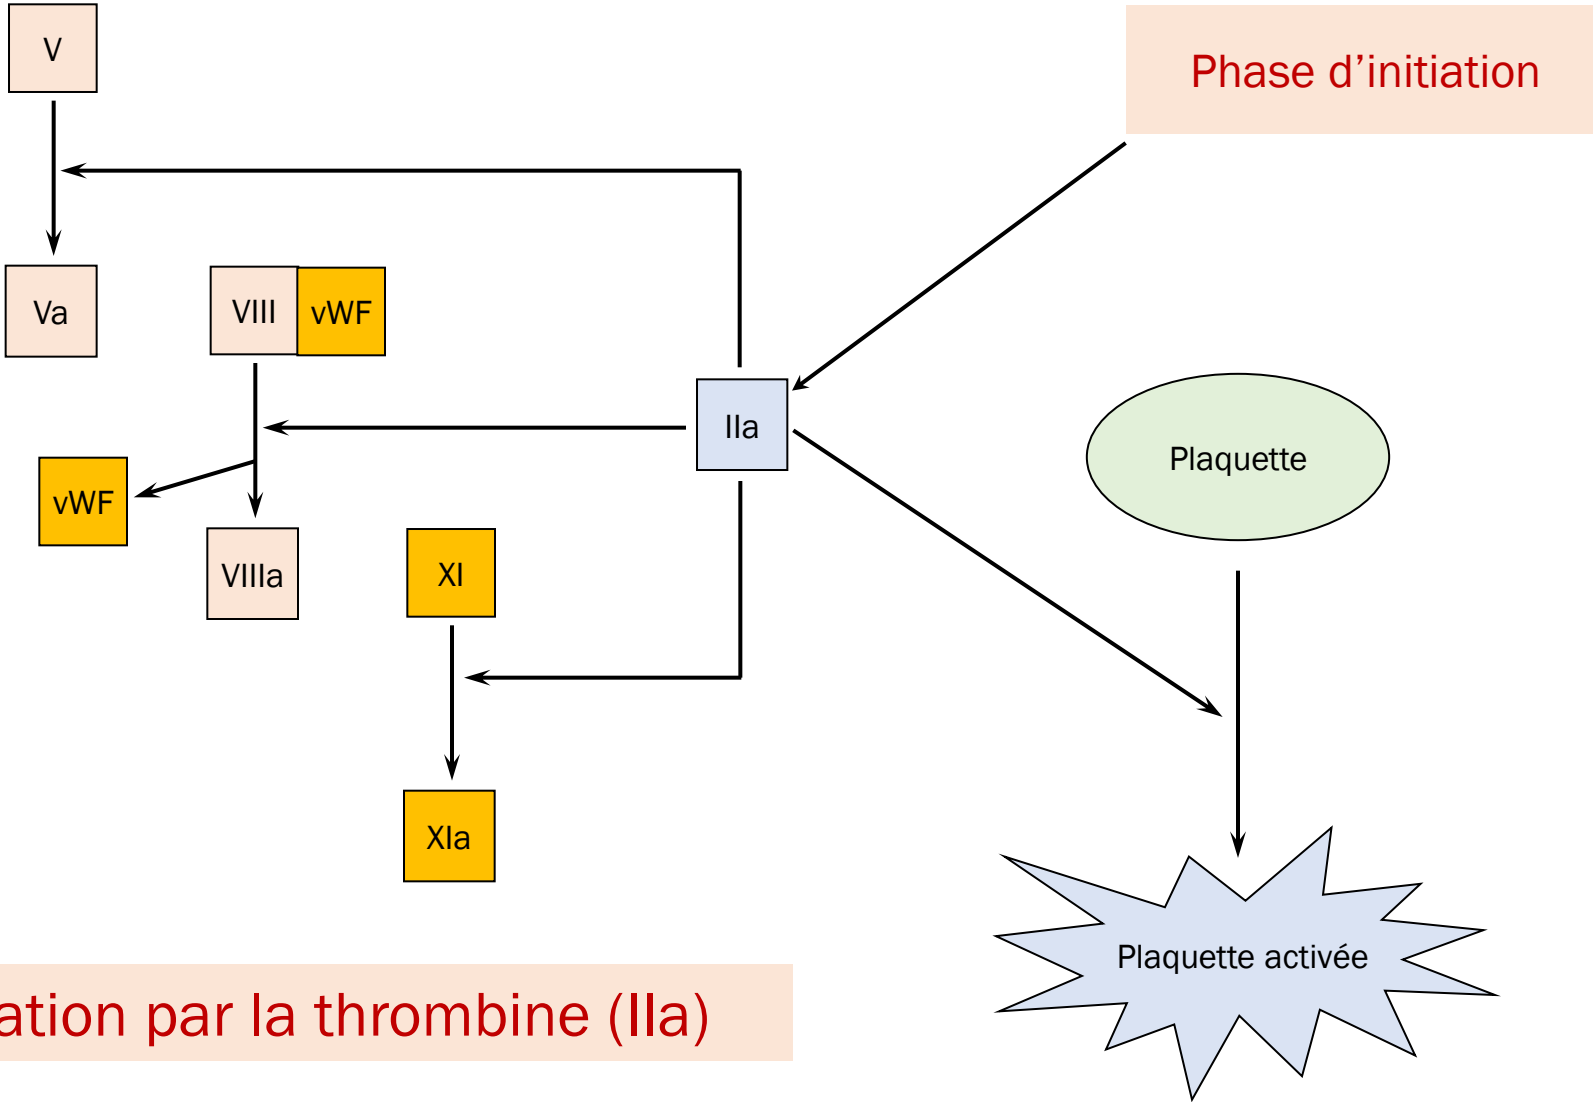 V
Phase d’initiation
Va
VIII
vWF
IIa
Plaquette
vWF
VIIIa
XI
XIa
Plaquette activée
ation par la thrombine (IIa)